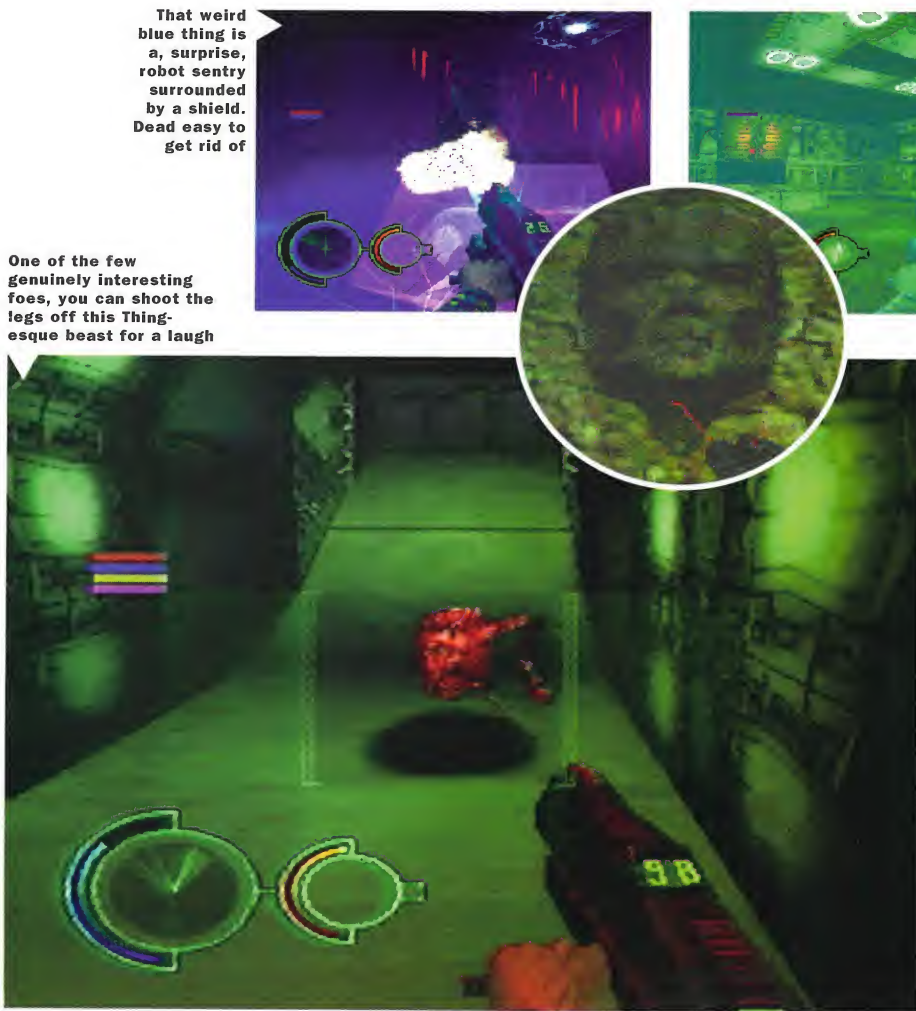 That weird
blue thing is
a, surprise,
robot sentry
surrounded
by a shield.
Dead easy to
get rid of
26
One of the few
genuinely interesting
foes, you can shoot the
legs off this Thing-
esque beast for a laugh
98